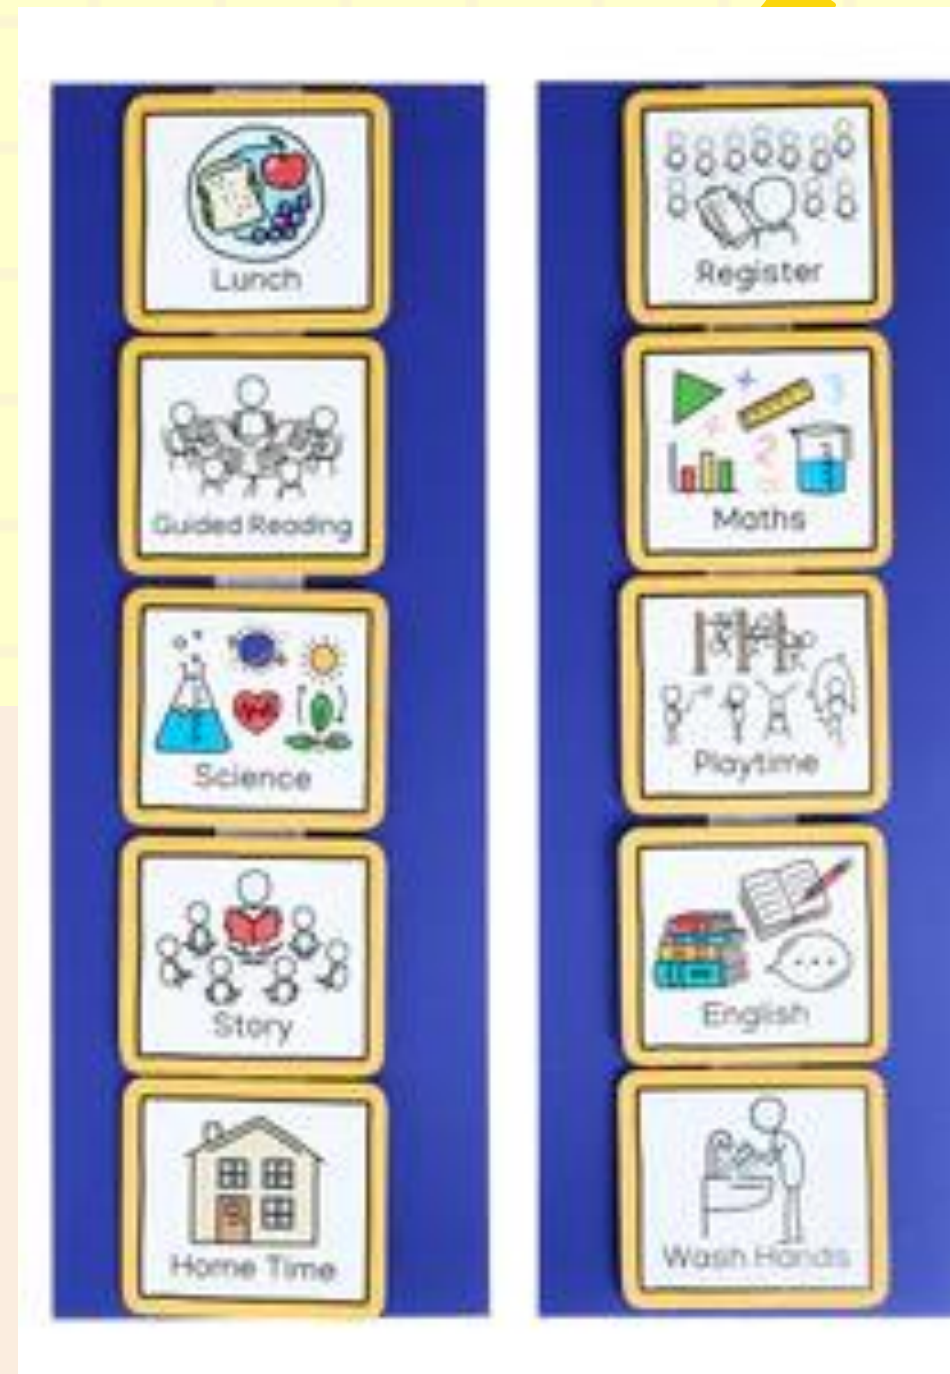 Lunch
Guided Reading
Science
Story
Home Time
Register
Maths
Playtime
English
Wash Hands